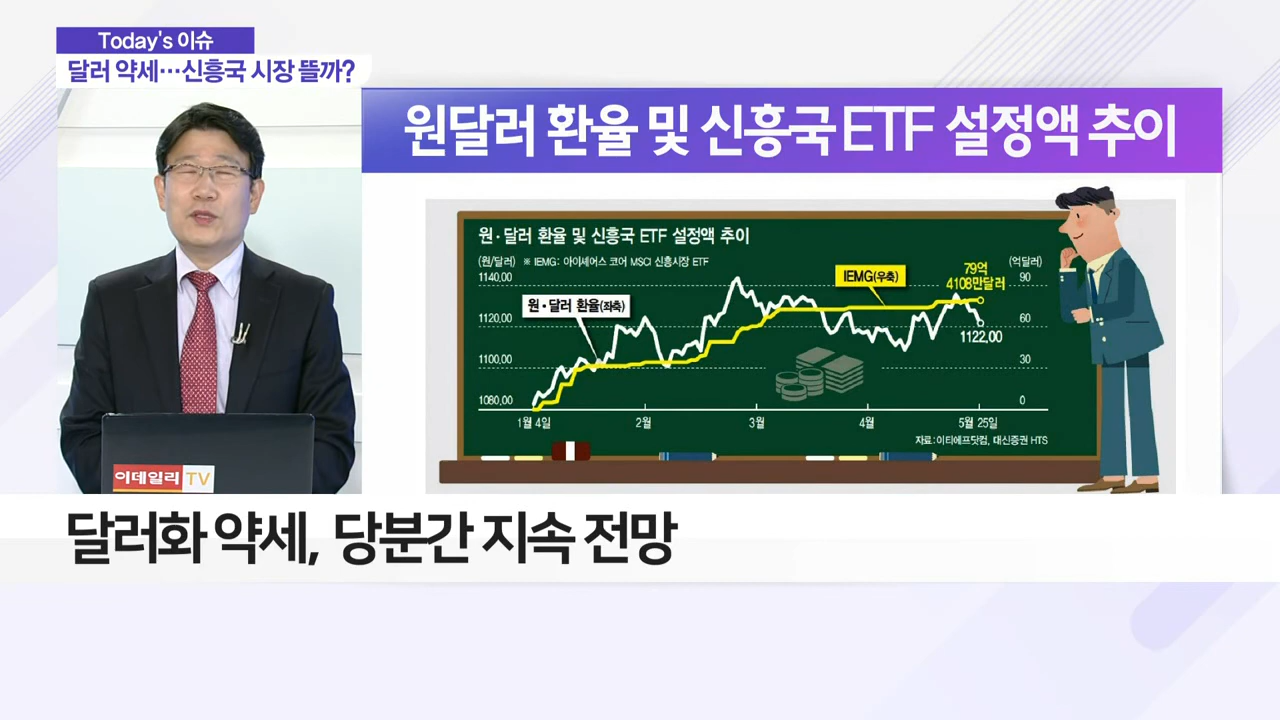 Today's 이슈
달러 약세…신흥국 시장 뜰까?
원달러 환율 및 신흥국 ETF 설정액 추이
원·달러 환율 및 신흥국 ETF 설정액 추이
(원/달러) ※ IEMG: 아이셰어스 코어 MSCI 신흥시장 ETF
(억달러)
1140.00
1120.00
1100.00
1080.00
90
60
30
0
원·달러 환율(좌축)
IEMG(우축)
79억
4108만달러
1122.00
1월 4일 2월 3월 4월 5월 25일
자료:이티에프닷컴, 대신증권 HTS
이데일리 TV
달러화 약세, 당분간 지속 전망